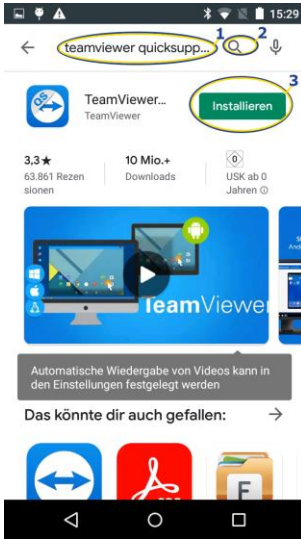 15:29
1
2
teamviewer quicksupp...
3
QS
TeamViewer...
TeamViewer
Installieren
3,3★
63.861 Rezen
sionen
10 Mio.+
Downloads
0
USK ab 0
Jahren
TeamViewer
Automatische Wiedergabe von Videos kann in
den Einstellungen festgelegt werden
Das könnte dir auch gefallen:
F